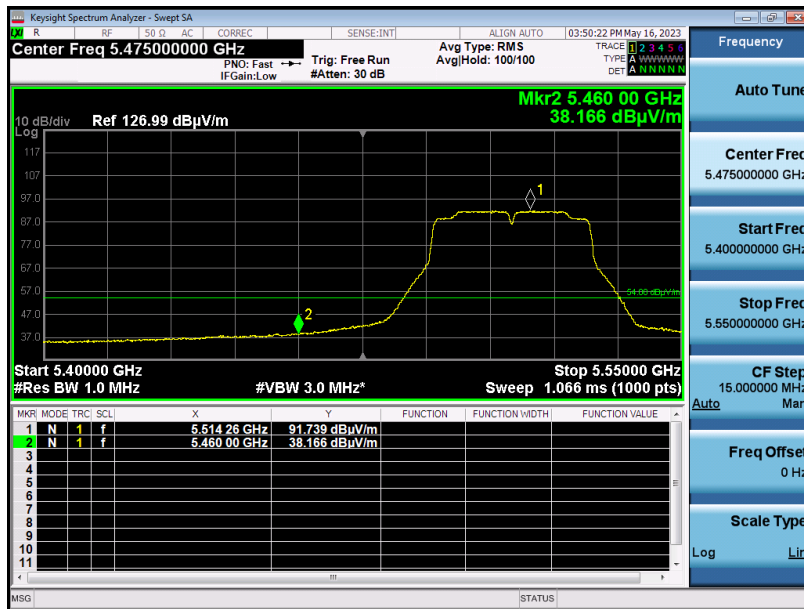 Keysight Spectrum Analyzer - Swept SA
LXI R RF 50 Ω AC CORREC SENSE:INT ALIGN AUTO 03:50:22 PM May 16, 2023
Center Freq 5.475000000 GHz
PNO: Fast
IFGain:Low
Trig: Free Run
#Atten: 30 dB
Avg Type: RMS
Avg|Hold: 100/100
TRACE 1 2 3 4 5 6
TYPE A WWWWW
DET A N N N N N
Mkr2 5.460 00 GHz
38.166 dBµV/m
10 dB/div Ref 126.99 dBµV/m
Log
117
107
97.0
87.0
77.0
67.0
57.0
47.0
37.0
1
2
54.00 dBµV/m
Start 5.40000 GHz Stop 5.55000 GHz
#Res BW 1.0 MHz #VBW 3.0 MHz* Sweep 1.066 ms (1000 pts)
MKR MODE TRC SCL X Y FUNCTION FUNCTION WIDTH FUNCTION VALUE
1 N 1 f 5.514 26 GHz 91.739 dBµV/m
2 N 1 f 5.460 00 GHz 38.166 dBµV/m
3
4
5
6
7
8
9
10
11
MSG STATUS
Frequency
Auto Tune
Center Freq
5.475000000 GHz
Start Freq
5.400000000 GHz
Stop Freq
5.550000000 GHz
CF Step
15.000000 MHz
Auto Man
Freq Offset
0 Hz
Scale Type
Log Lin